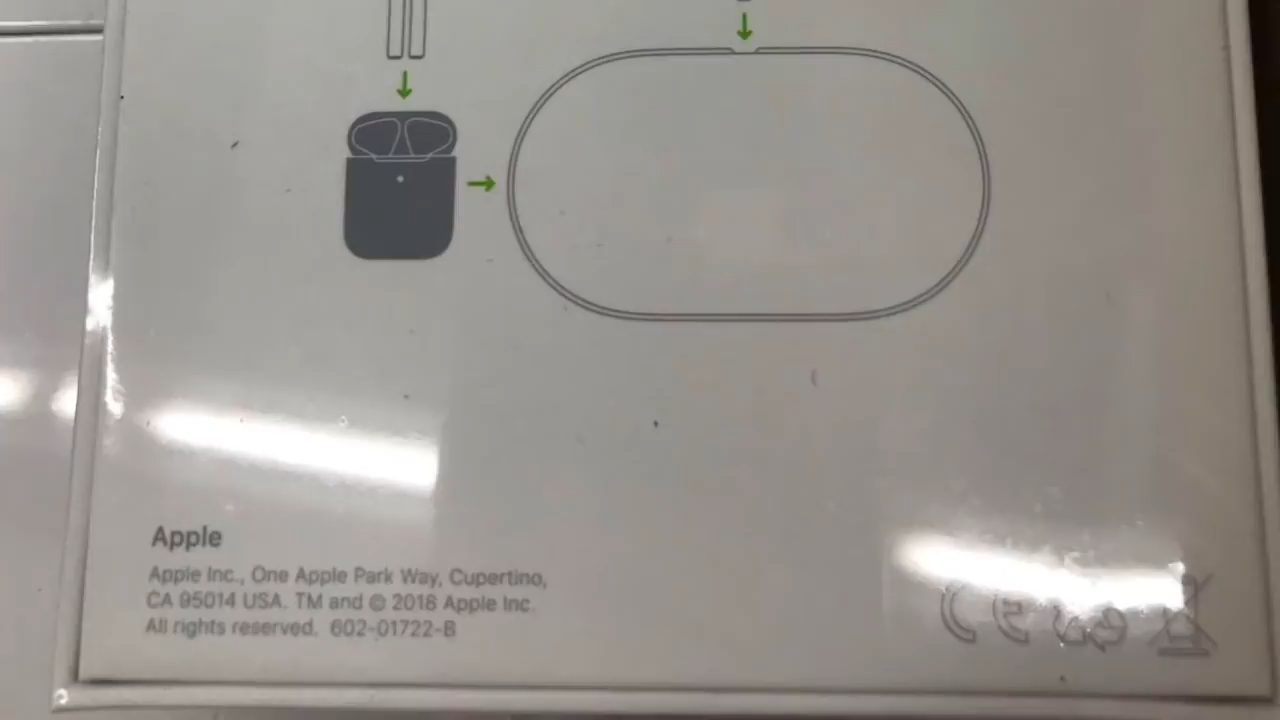 Apple
Apple Inc., One Apple Park Way, Cupertino,
CA 95014 USA. TM and © 2018 Apple Inc.
All rights reserved. 602-01722-B
CE